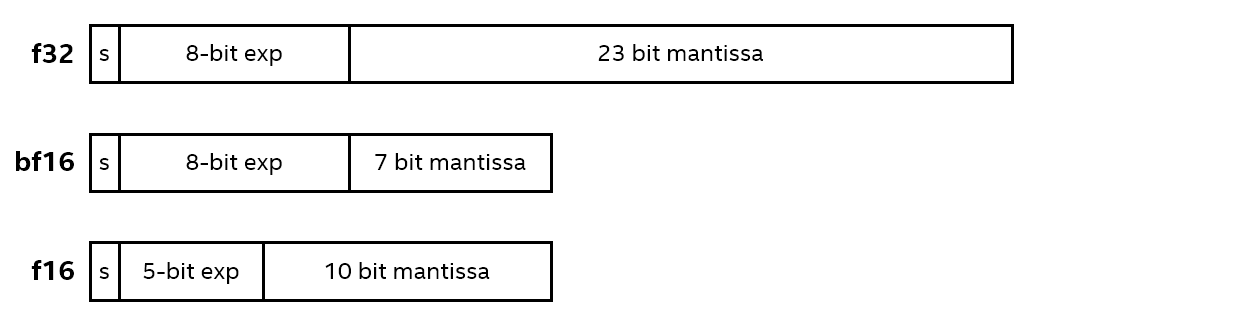 f32 s 8-bit exp 23 bit mantissa
bf16 s 8-bit exp 7 bit mantissa
f16 s 5-bit exp 10 bit mantissa